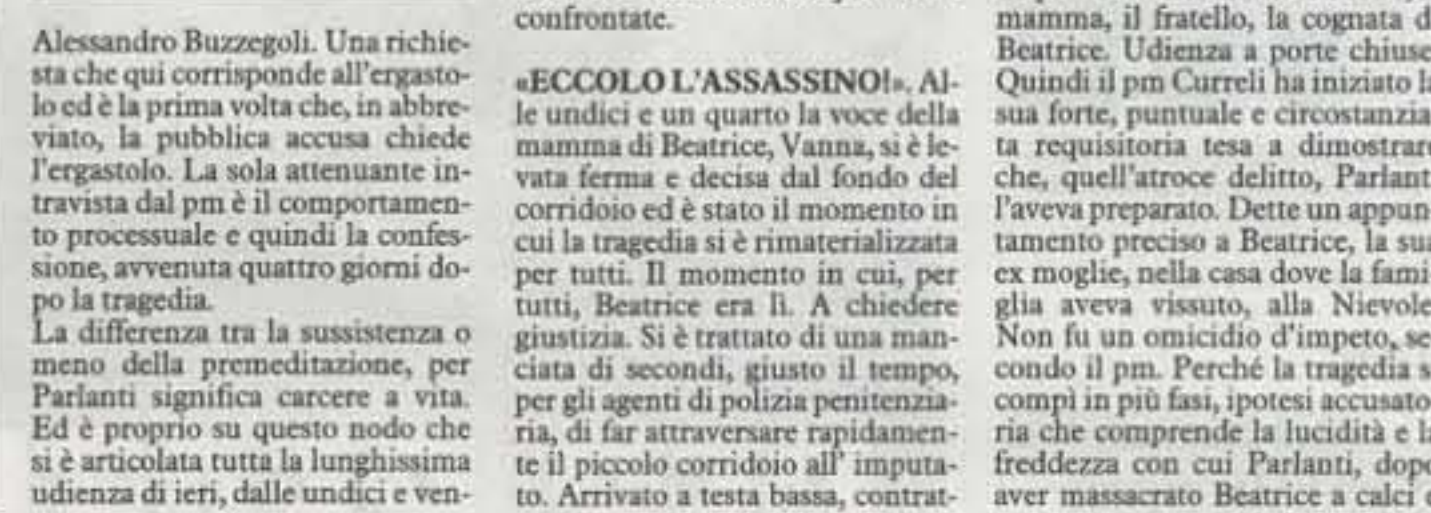 Alessandro Buzzegoli. Una richie-
sta che qui corrisponde all'ergasto-
lo ed è la prima volta che, in abbre-
viato, la pubblica accusa chiede
l'ergastolo. La sola attenuante in-
travista dal pm è il comportamen-
to processuale e quindi la confes-
sione, avvenuta quattro giorni do-
po la tragedia.
La differenza tra la sussistenza o
meno della premeditazione, per
Parlanti significa carcere a vita.
Ed è proprio su questo nodo che
si è articolata tutta la lunghissima
udienza di ieri, dalle undici e ven-
confrontate.
«ECCOLO L'ASSASSINO!». Al-
le undici e un quarto la voce della
mamma di Beatrice, Vanna, si è le-
vata ferma e decisa dal fondo del
corridoio ed è stato il momento in
cui la tragedia si è rimaterializzata
per tutti. Il momento in cui, per
tutti, Beatrice era lì. A chiedere
giustizia. Si è trattato di una man-
ciata di secondi, giusto il tempo,
per gli agenti di polizia penitenzia-
ria, di far attraversare rapidamen-
te il piccolo corridoio all' imputa-
to. Arrivato a testa bassa, contrat-
mamma, il fratello, la cognata d
Beatrice. Udienza a porte chiuse
Quindi il pm Curreli ha iniziato la
sua forte, puntuale e circostanzia
ta requisitoria tesa a dimostrare
che, quell'atroce delitto, Parlant
l'aveva preparato. Dette un appun
tamento preciso a Beatrice, la sua
ex moglie, nella casa dove la fami
glia aveva vissuto, alla Nievole
Non fu un omicidio d'impeto, se
condo il pm. Perché la tragedia s
compì in più fasi, ipotesi accusato
ria che comprende la lucidità e la
freddezza con cui Parlanti, dopo
aver massacrato Beatrice a calci e